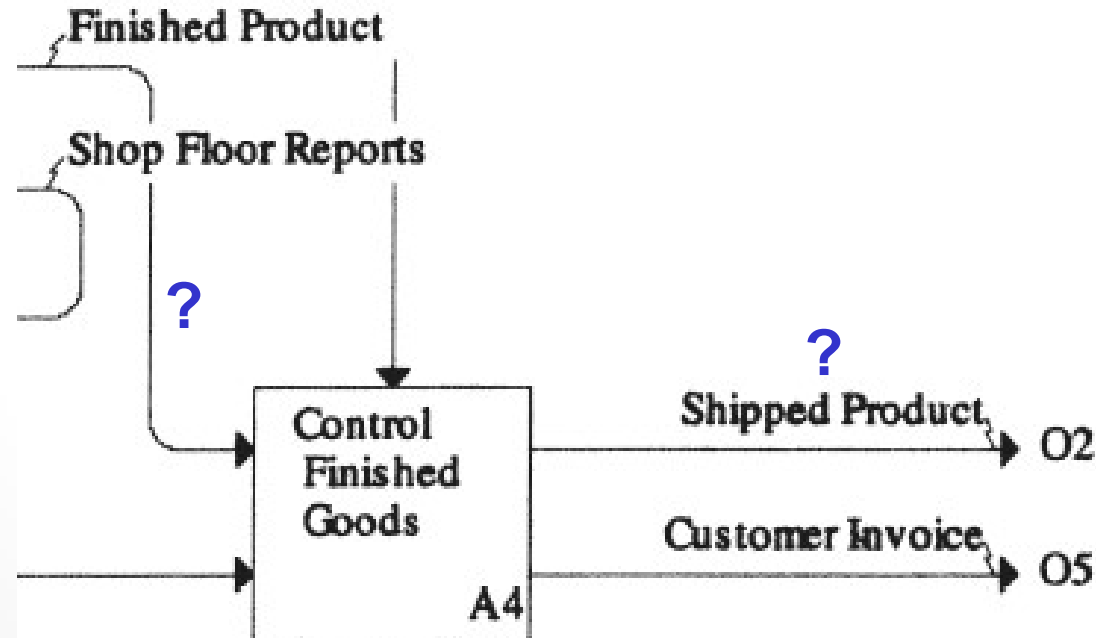 Finished Product
Shop Floor Reports
?
?
Shipped Product
O2
Control
Finished
Goods
Customer Invoice
O5
A4